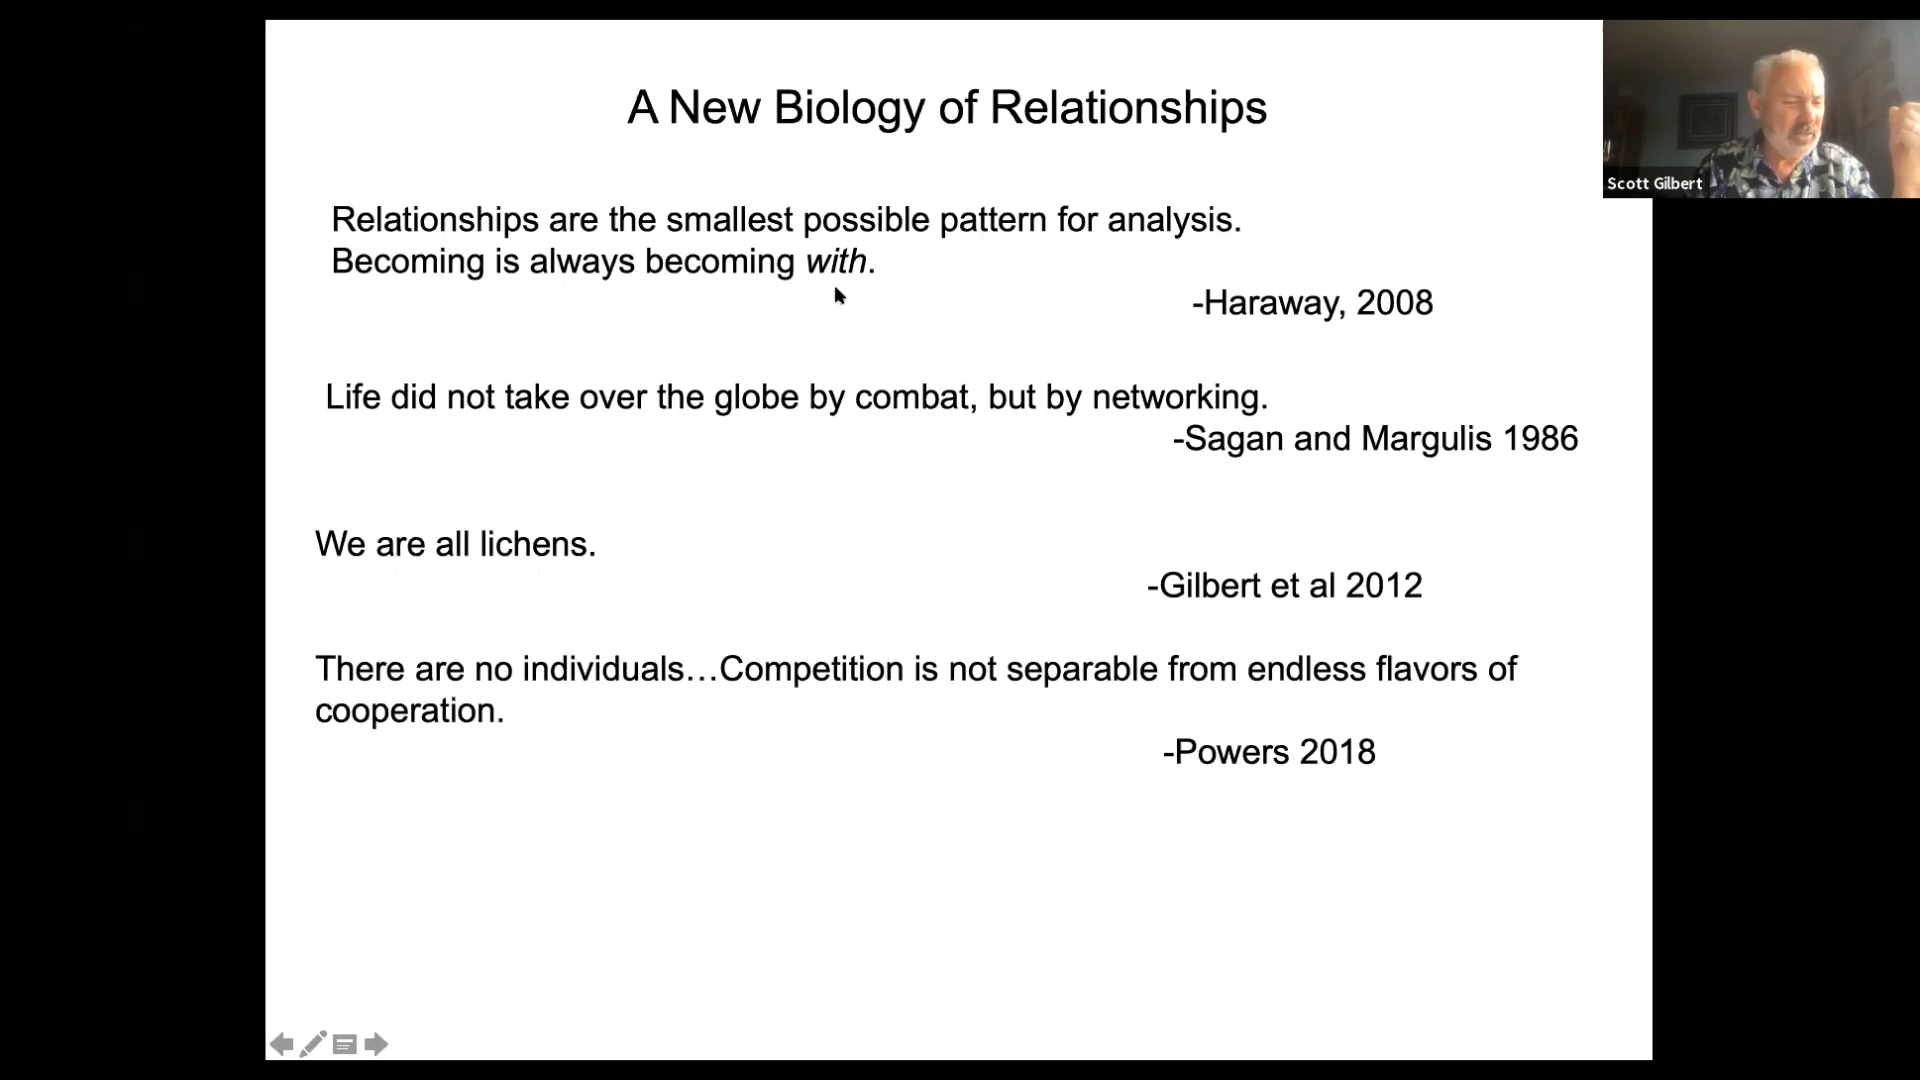 A New Biology of Relationships
Scott Gilbert
Relationships are the smallest possible pattern for analysis.
Becoming is always becoming with.
-Haraway, 2008
Life did not take over the globe by combat, but by networking.
-Sagan and Margulis 1986
We are all lichens.
-Gilbert et al 2012
There are no individuals…Competition is not separable from endless flavors of
cooperation.
-Powers 2018